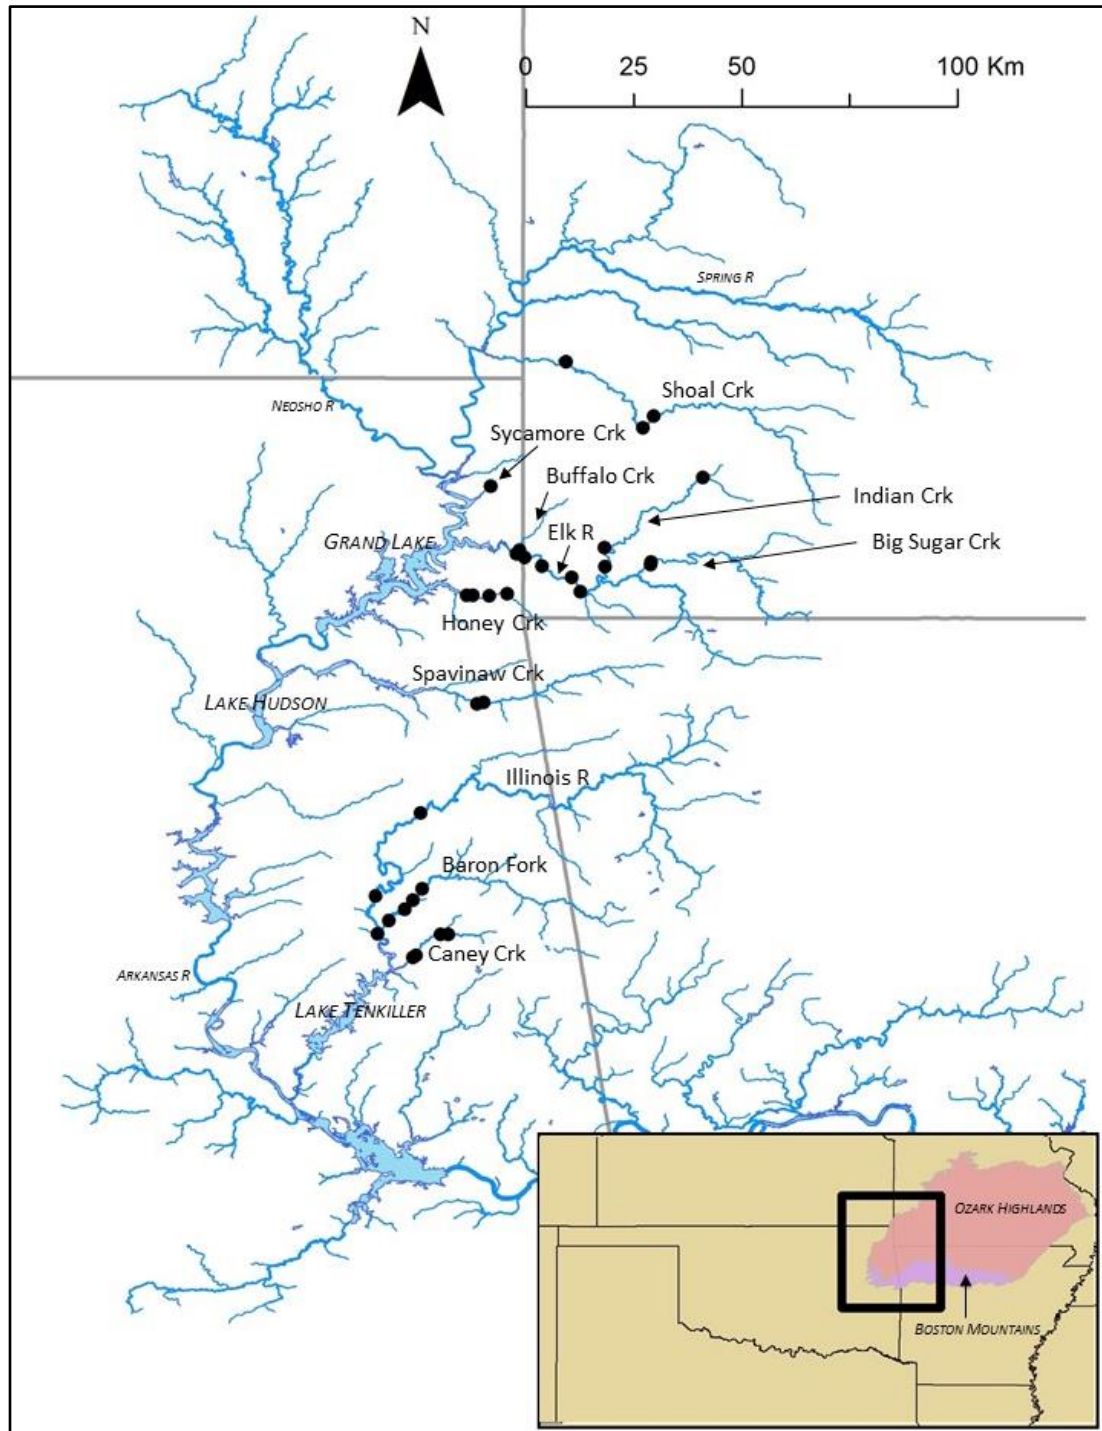 N
0 25 50 100 Km
SPRING R
Shoal Crk
NEOSHO R
Sycamore Crk
Buffalo Crk
Indian Crk
Elk R
GRAND LAKE
Big Sugar Crk
Honey Crk
Spavinaw Crk
LAKE HUDSON
Illinois R
Baron Fork
Caney Crk
ARKANSAS R
LAKE TENKILLER
OZARK HIGHLANDS
BOSTON MOUNTAINS